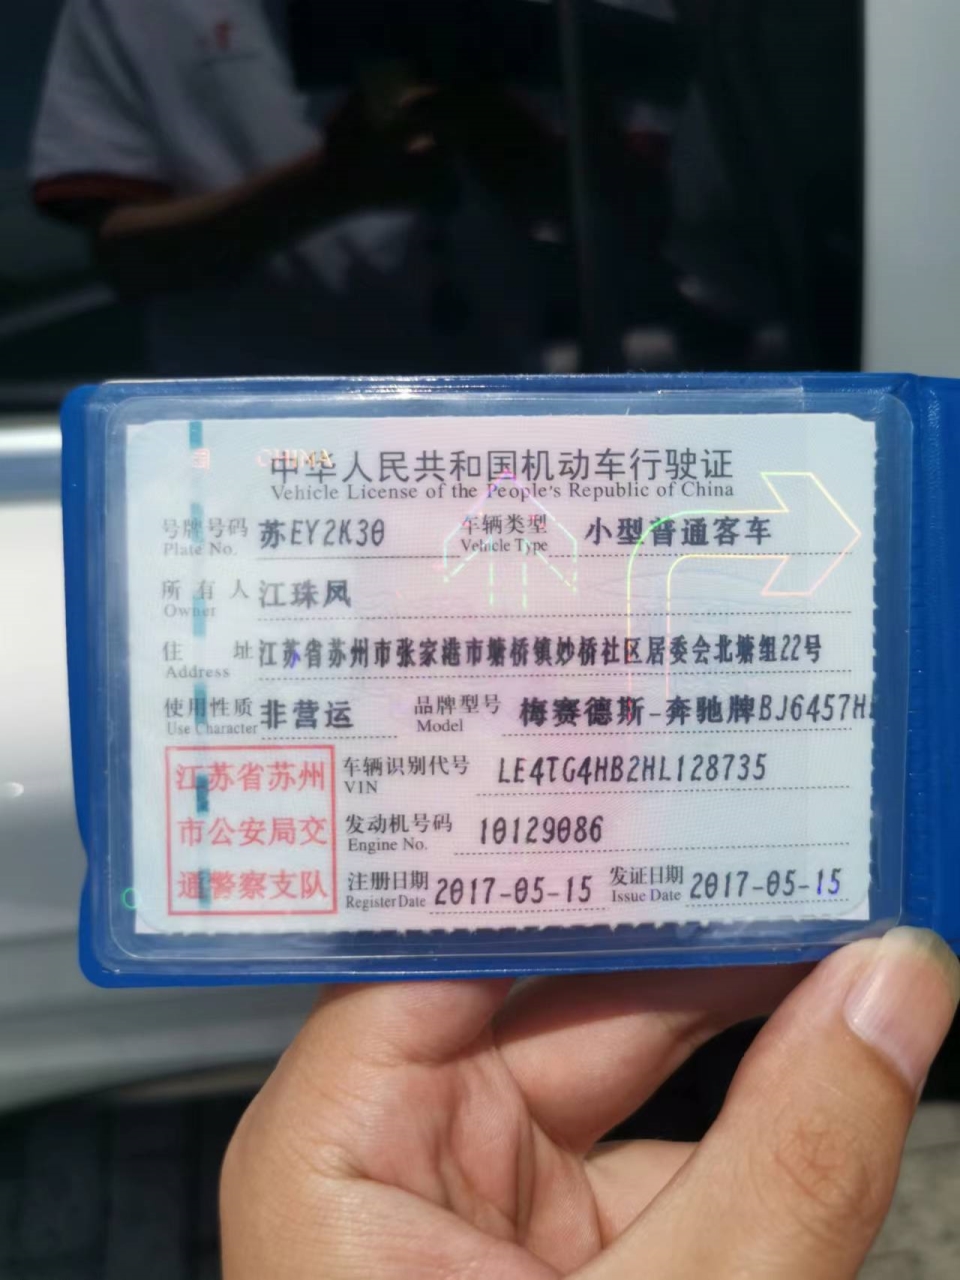 中华人民共和国机动车行驶证
Vehicle License of the People's Republic of China
号牌号码 苏EY2K30 车辆类型 小型普通客车
Plate No. Vehicle Type
所有人 江珠凤
Owner
住址 江苏省苏州市张家港市塘桥镇妙桥社区居委会北塘组22号
Address
使用性质 非营运 品牌型号 梅赛德斯-奔驰牌BJ6457H
Use Character Model
江苏省苏州
市公安局交
通警察支队
车辆识别代号 LE4TG4HB2HL128735
VIN
发动机号码 10129086
Engine No.
注册日期 2017-05-15 发证日期 2017-05-15
Register Date Issue Date